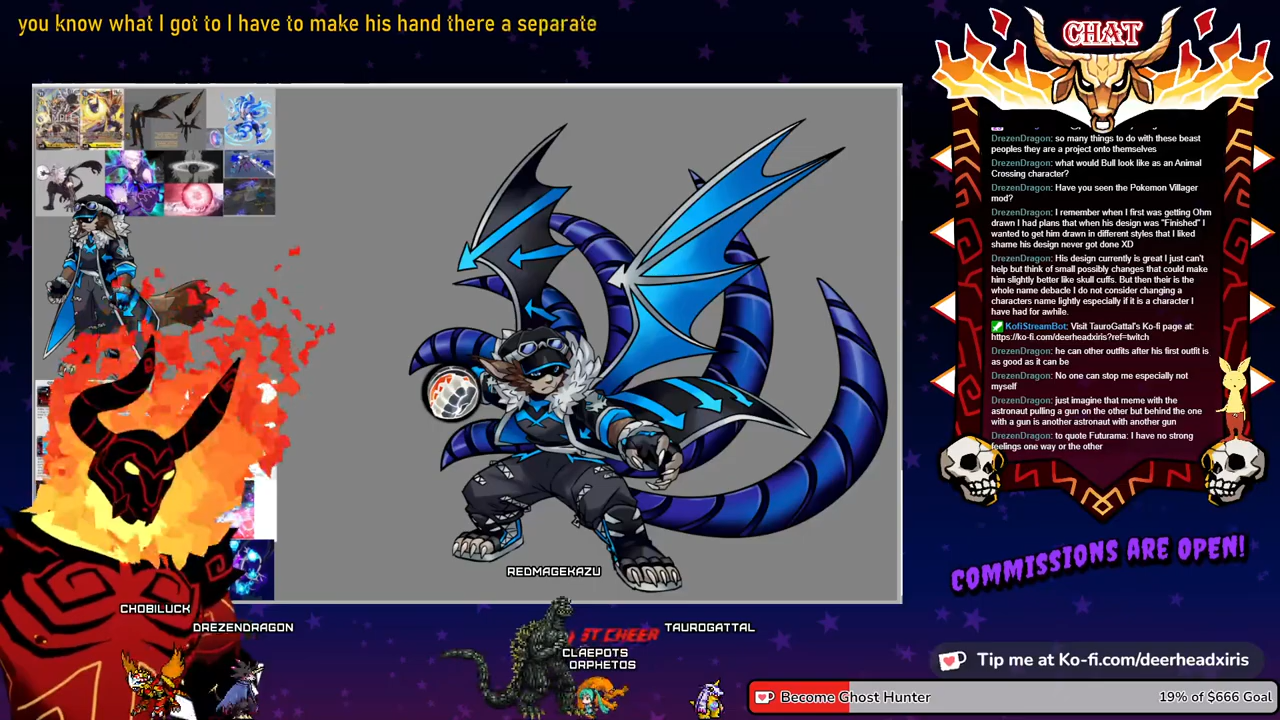 you know what I got to I have to make his hand there a separate
CHAT
DrezenDragon: so many things to do with these beast
peoples they are a project onto themselves
DrezenDragon: what would Bull look like as an Animal
Crossing character?
DrezenDragon: Have you seen the Pokemon Villager
mod?
DrezenDragon: I remember when I first was getting Ohm
drawn I had plans that when his design was "Finished" I
wanted to get him drawn in different styles that I liked
shame his design never got done XD
DrezenDragon: His design currently is great I just can't
help but think of small possibly changes that could make
him slightly better like skull cuffs. But then their is the
whole name debacle I do not consider changing a
characters name lightly especially if it is a character I
have had for awhile.
KofiStreamBot: Visit TauroGattal's Ko-fi page at:
https://ko-fi.com/deerheadxiris?ref=twitch
DrezenDragon: he can other outfits after his first outfit is
as good as it can be
DrezenDragon: No one can stop me especially not
myself
DrezenDragon: just imagine that meme with the
astronaut pulling a gun on the other but behind the one
with a gun is another astronaut with another gun
DrezenDragon: to quote Futurama: I have no strong
feelings one way or the other
COMMISSIONS ARE OPEN!
REDMAGEKAZU
CHOBILUCK
DREZENDRAGON
ST CHEER
TAUROGATTAL
CLAEPOTS
ORPHETOS
Tip me at Ko-fi.com/deerheadxiris
Become Ghost Hunter
19% of $666 Goal